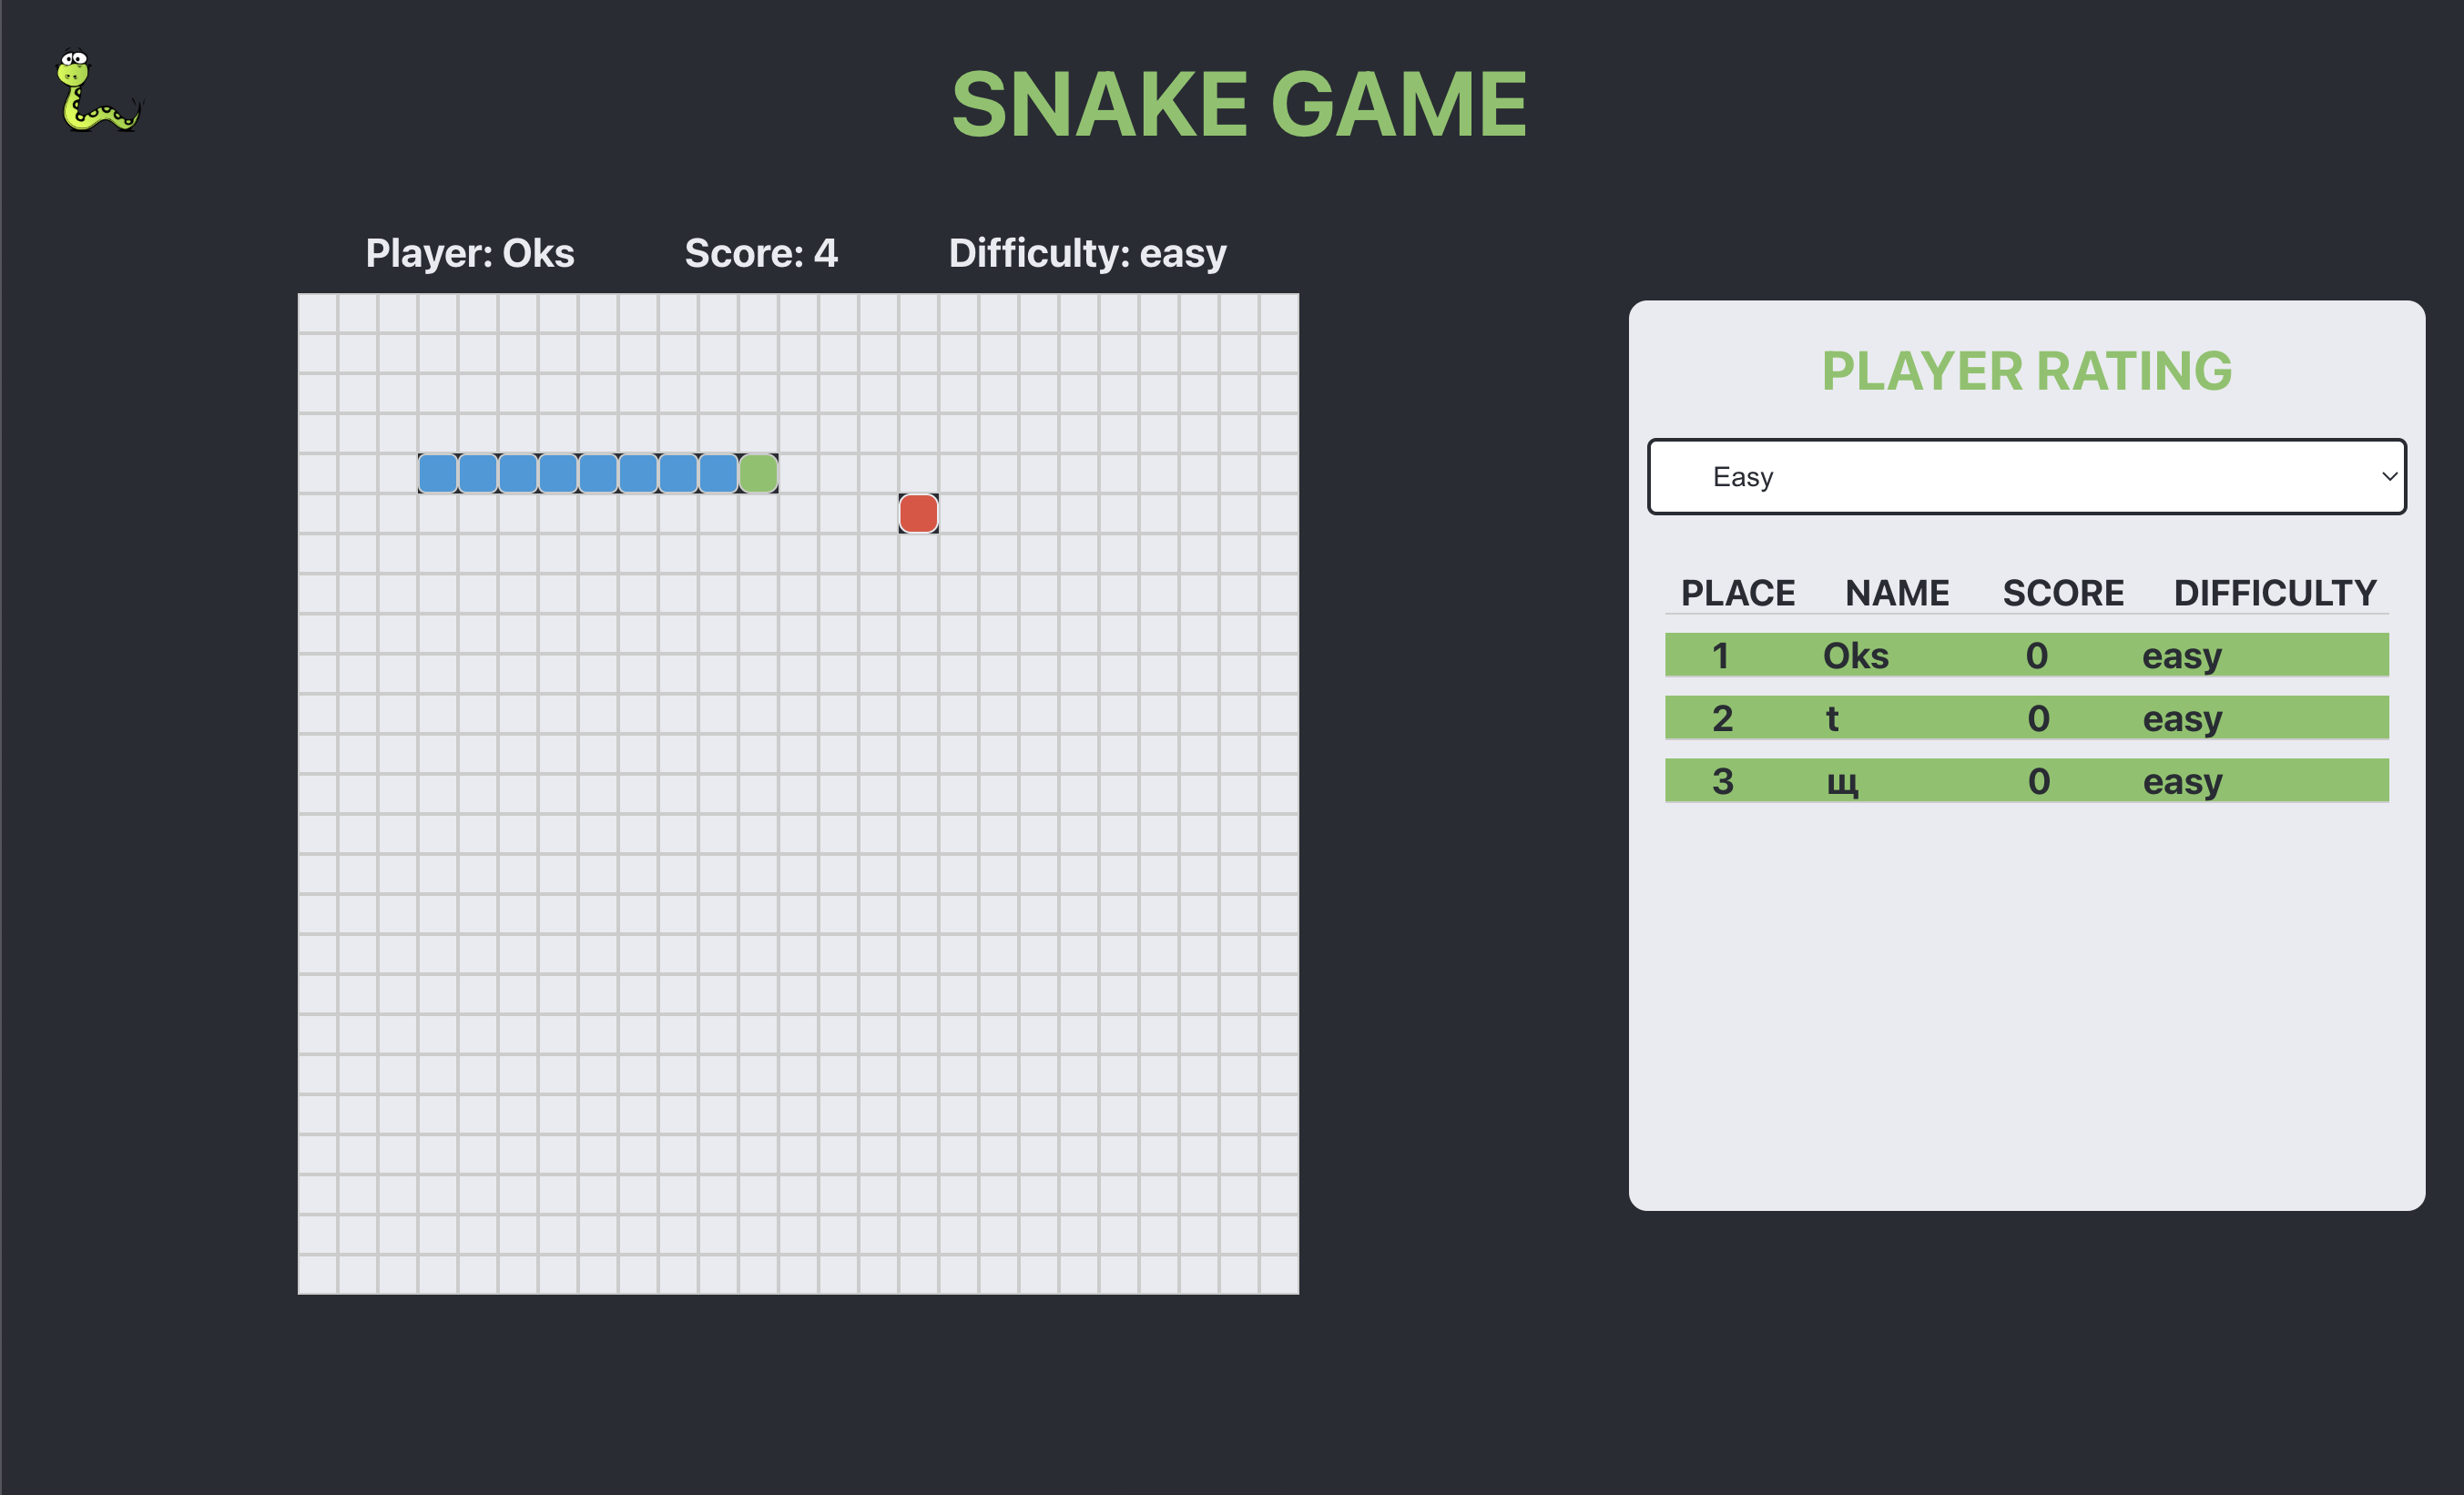 SNAKE GAME
Player: Oks Score: 4 Difficulty: easy
PLAYER RATING
Easy
PLACE NAME SCORE DIFFICULTY
1 Oks 0 easy
2 t 0 easy
3 щ 0 easy